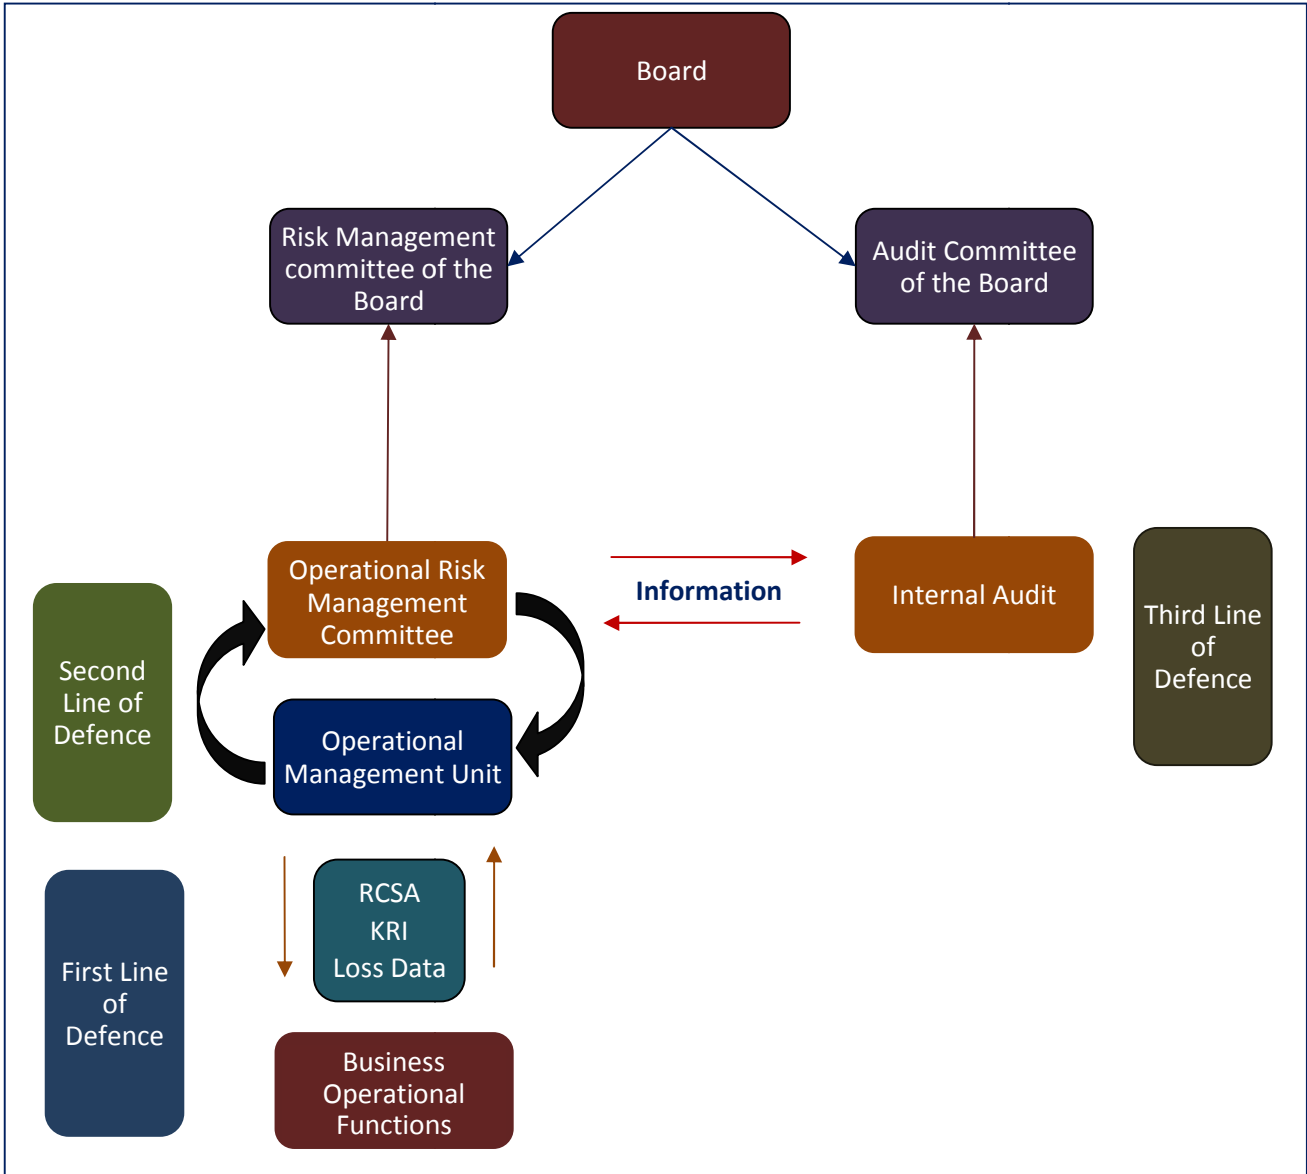 Board
Risk Management
committee of the
Board
Audit Committee
of the Board
Operational Risk
Management
Committee
Information
Internal Audit
Third Line
of
Defence
Second
Line of
Defence
Operational
Management Unit
RCSA
KRI
Loss Data
First Line
of
Defence
Business
Operational
Functions